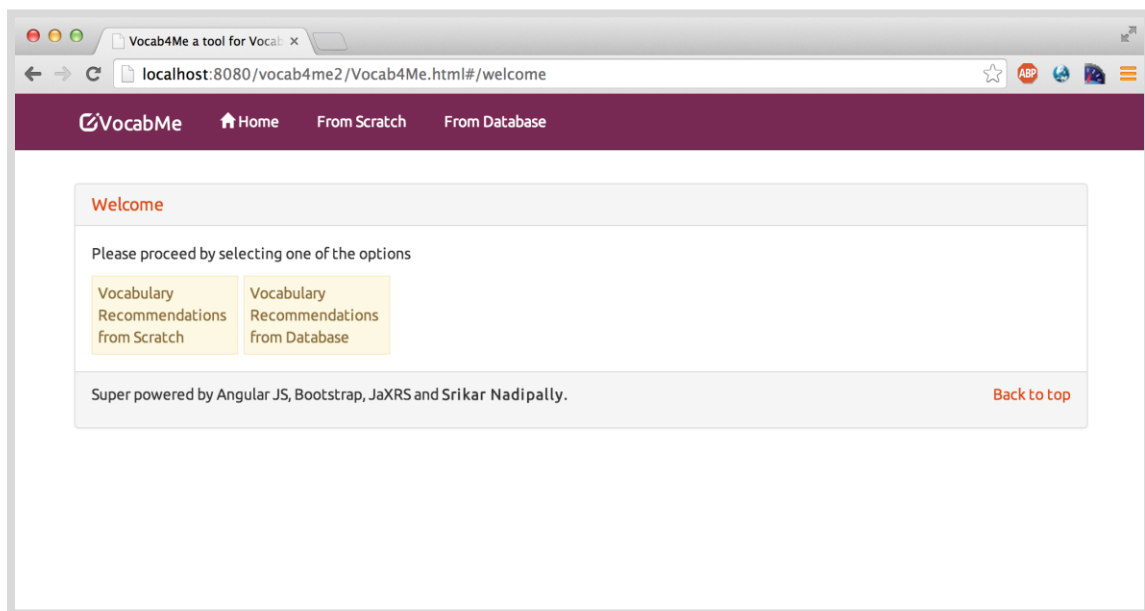 Vocab4Me a tool for Vocab
localhost:8080/vocab4me2/Vocab4Me.html#/welcome
ABP
VocabMe Home From Scratch From Database
Welcome
Please proceed by selecting one of the options
Vocabulary
Recommendations
from Scratch
Vocabulary
Recommendations
from Database
Super powered by Angular JS, Bootstrap, JaXRS and Srikar Nadipally. Back to top